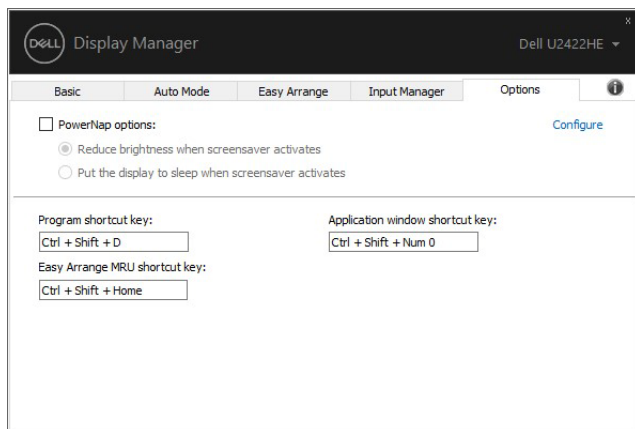 DELL Display Manager
Dell U2422HE
x
Basic
Auto Mode
Easy Arrange
Input Manager
Options
i
PowerNap options:
Configure
Reduce brightness when screensaver activates
Put the display to sleep when screensaver activates
Program shortcut key:
Application window shortcut key:
Ctrl + Shift + D
Ctrl + Shift + Num 0
Easy Arrange MRU shortcut key:
Ctrl + Shift + Home